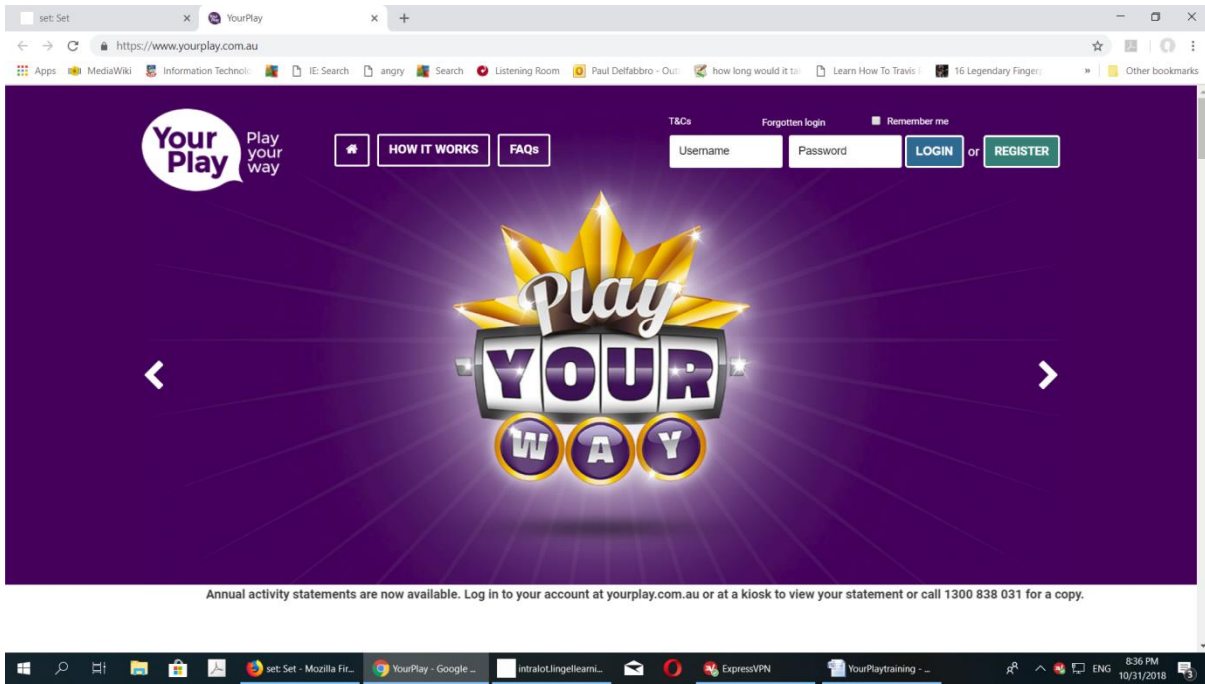 set: Set
YourPlay
https://www.yourplay.com.au
Apps MediaWiki Information Technolo IE: Search angry Search Listening Room Paul Delfabbro - Out how long would it ta Learn How To Travis 16 Legendary Finger » Other bookmarks
T&Cs Forgotten login Remember me
Your Play
Play your way
HOW IT WORKS FAQs Username Password LOGIN or REGISTER
Play
YOUR
WAY
Annual activity statements are now available. Log in to your account at yourplay.com.au or at a kiosk to view your statement or call 1300 838 031 for a copy.
set: Set - Mozilla Fir... YourPlay - Google ... intralot.lingellearni... ExpressVPN YourPlaytraining - ... ENG 8:36 PM
10/31/2018
3